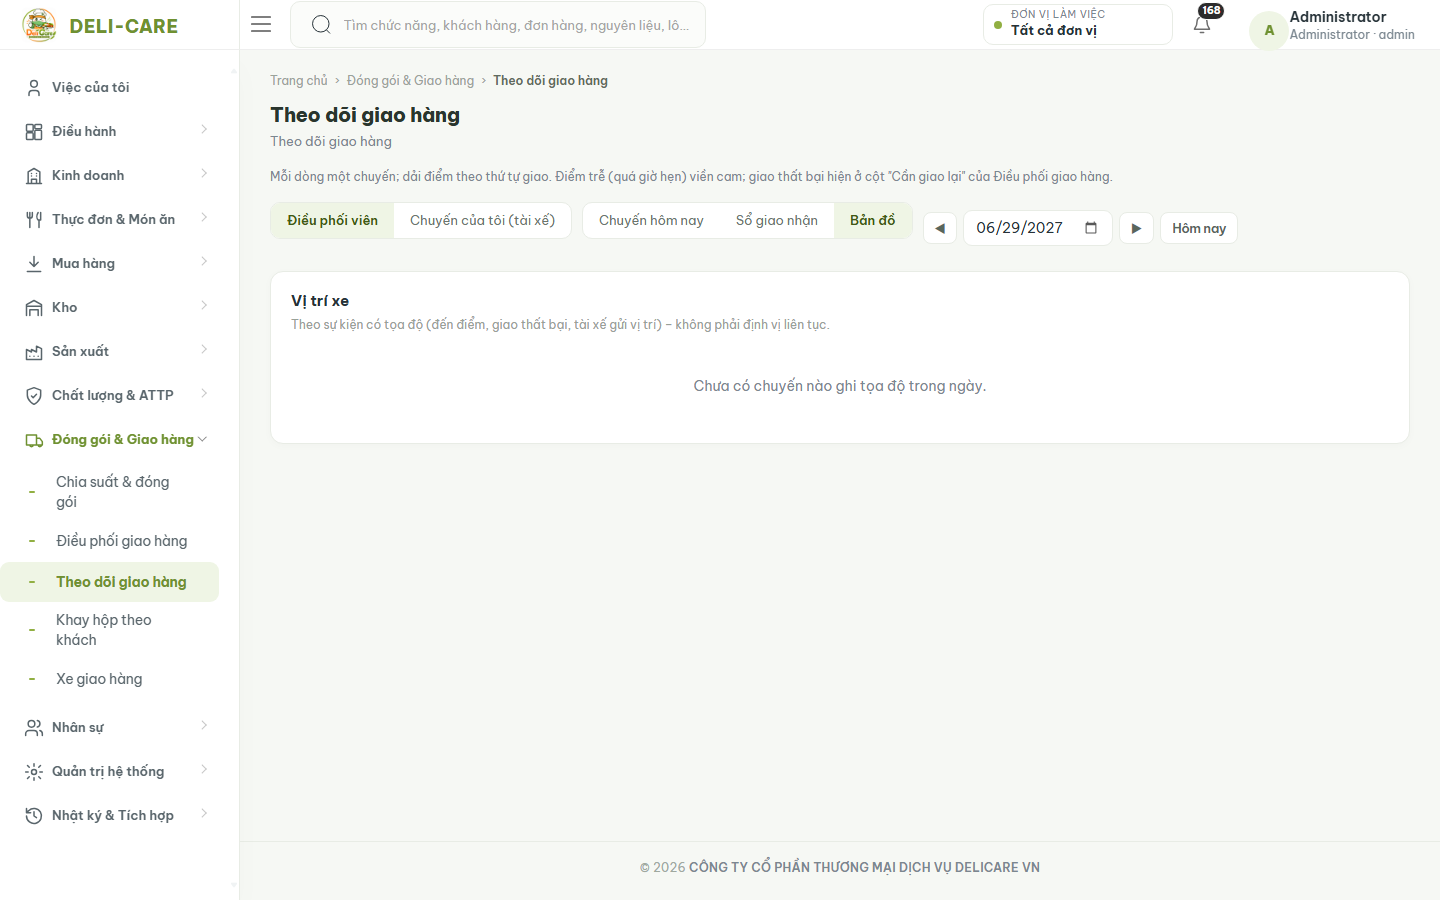 DELI-CARE
Tìm chức năng, khách hàng, đơn hàng, nguyên liệu, lô...
ĐƠN VỊ LÀM VIỆC
Tất cả đơn vị
168
A
Administrator
Administrator · admin
Việc của tôi
Điều hành
Kinh doanh
Thực đơn & Món ăn
Mua hàng
Kho
Sản xuất
Chất lượng & ATTP
Đóng gói & Giao hàng
Chia suất & đóng
gói
Điều phối giao hàng
Theo dõi giao hàng
Khay hộp theo
khách
Xe giao hàng
Nhân sự
Quản trị hệ thống
Nhật ký & Tích hợp
Trang chủ › Đóng gói & Giao hàng › Theo dõi giao hàng
Theo dõi giao hàng
Theo dõi giao hàng
Mỗi dòng một chuyến; dải điểm theo thứ tự giao. Điểm trễ (quá giờ hẹn) viền cam; giao thất bại hiện ở cột "Cần giao lại" của Điều phối giao hàng.
Điều phối viên Chuyến của tôi (tài xế) Chuyến hôm nay Sổ giao nhận Bản đồ ◀ 06/29/2027 ▶ Hôm nay
Vị trí xe
Theo sự kiện có tọa độ (đến điểm, giao thất bại, tài xế gửi vị trí) – không phải định vị liên tục.
Chưa có chuyến nào ghi tọa độ trong ngày.
© 2026 CÔNG TY CỔ PHẦN THƯƠNG MẠI DỊCH VỤ DELICARE VN